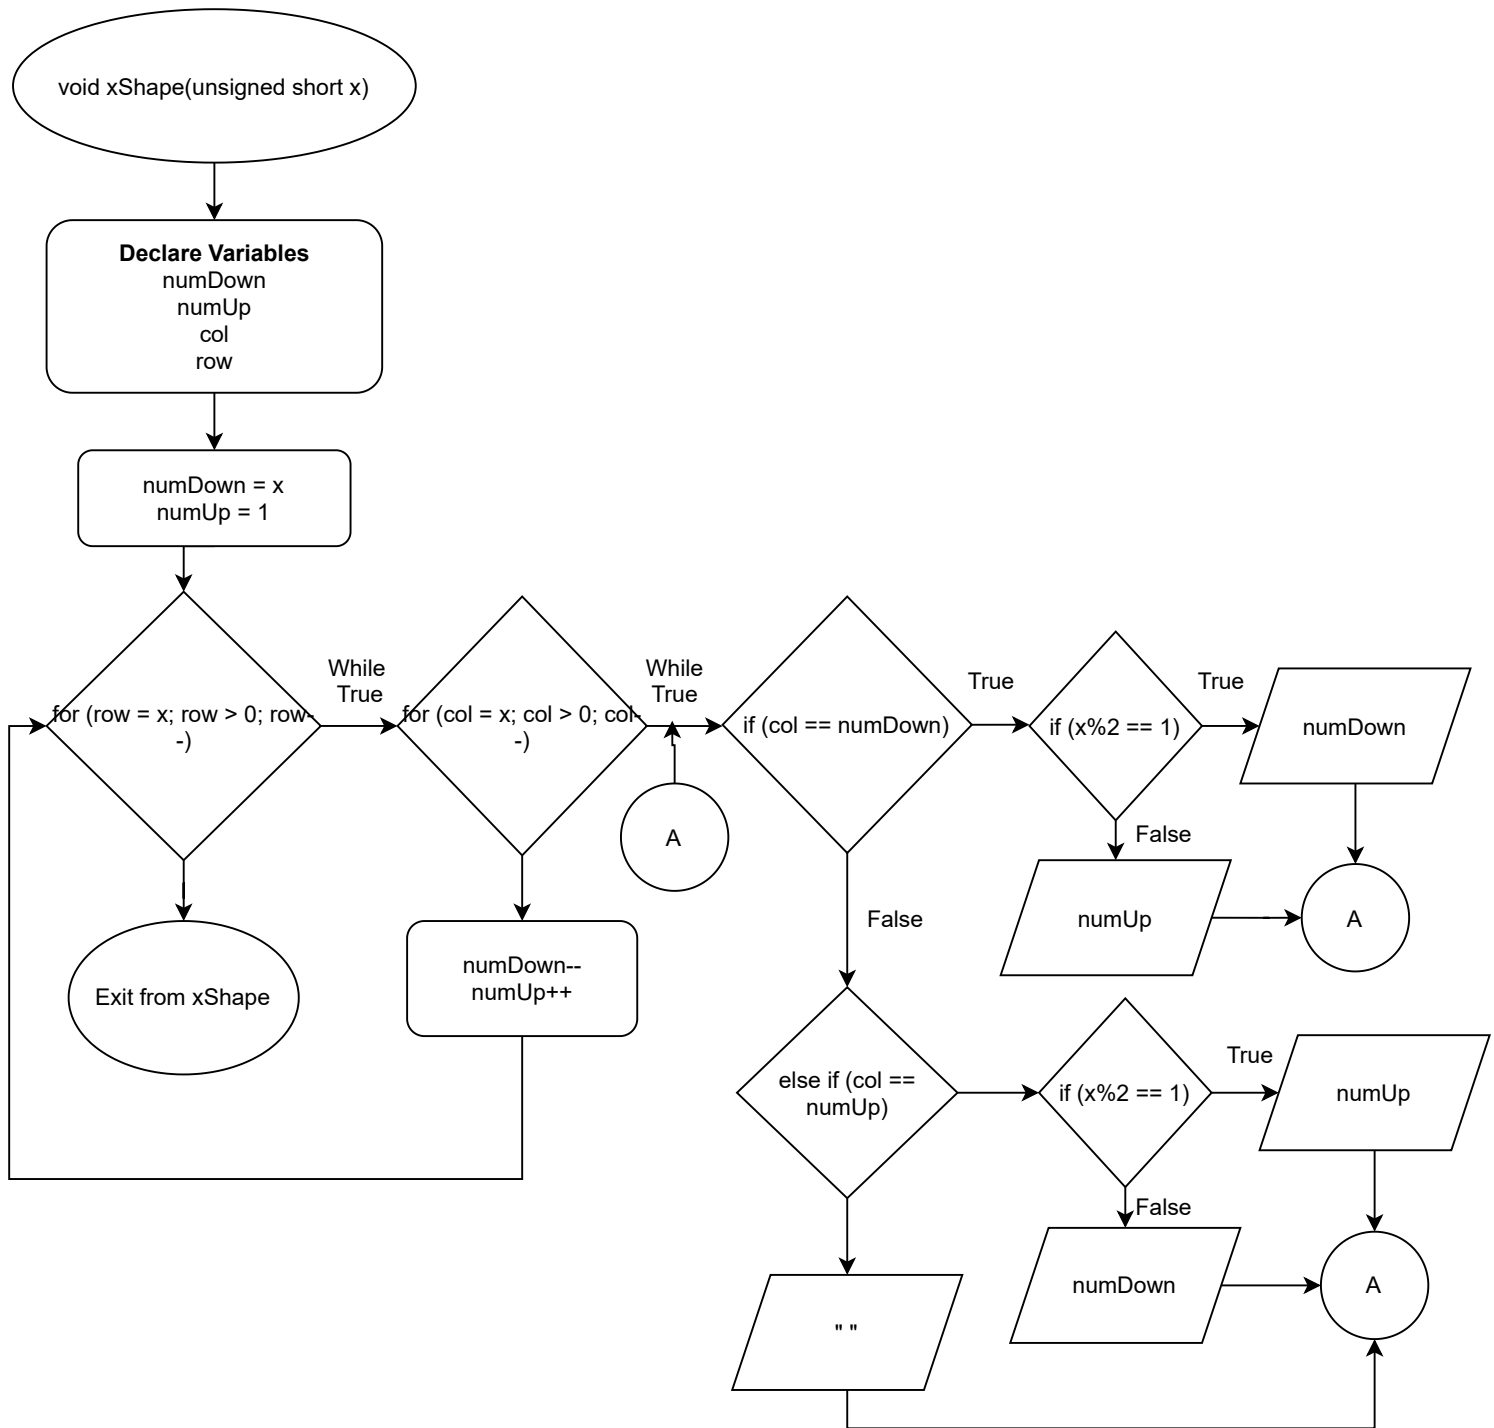 void xShape(unsigned short x)
Declare Variables
numDown
numUp
col
row
numDown = x
numUp = 1
for (row = x; row > 0; row-
-)
While
True
for (col = x; col > 0; col-
-)
While
True
if (col == numDown)
True
if (x%2 == 1)
True
numDown
False
numUp
A
A
False
Exit from xShape
numDown--
numUp++
else if (col ==
numUp)
if (x%2 == 1)
True
numUp
False
numDown
A
" "